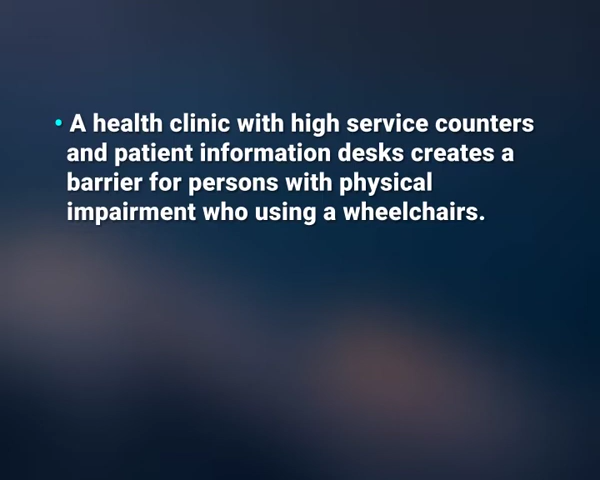 • A health clinic with high service counters
and patient information desks creates a
barrier for persons with physical
impairment who using a wheelchairs.